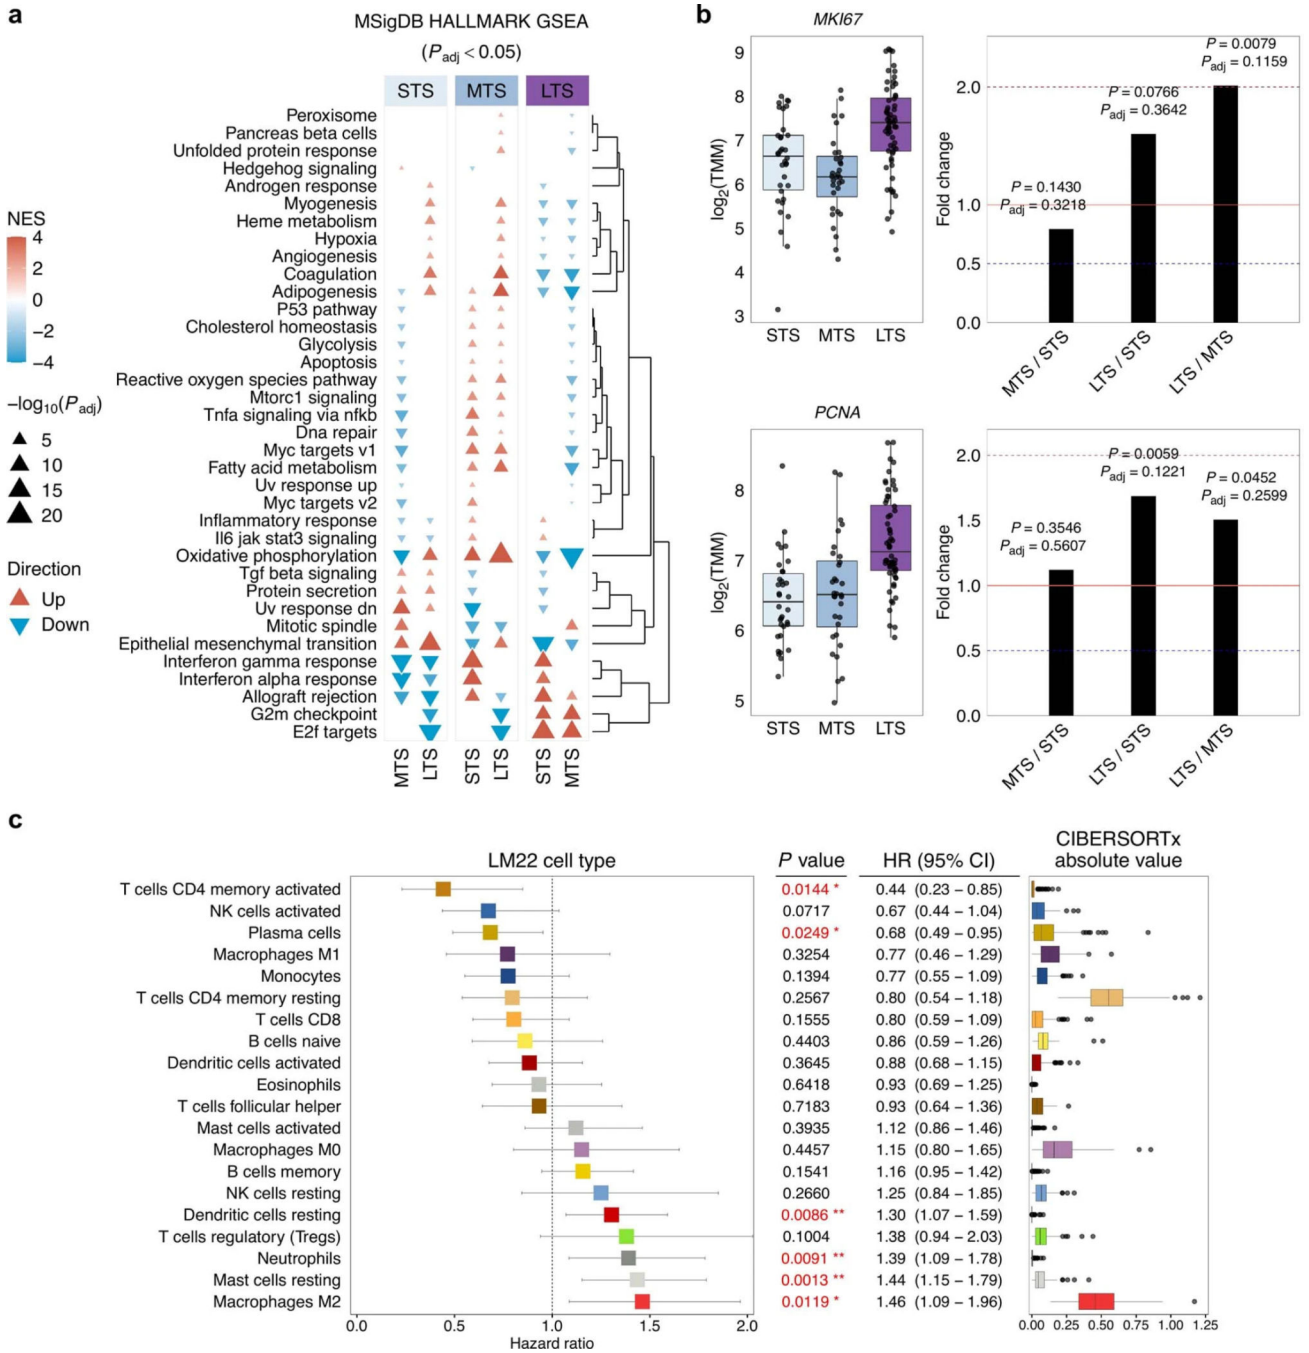 a
MSigDB HALLMARK GSEA
(Padj < 0.05)
STS MTS LTS
Peroxisome
Pancreas beta cells
Unfolded protein response
Hedgehog signaling
Androgen response
Myogenesis
Heme metabolism
Hypoxia
Angiogenesis
Coagulation
Adipogenesis
P53 pathway
Cholesterol homeostasis
Glycolysis
Apoptosis
Reactive oxygen species pathway
Mtorc1 signaling
Tnfa signaling via nfkb
Dna repair
Myc targets v1
Fatty acid metabolism
Uv response up
Myc targets v2
Inflammatory response
Il6 jak stat3 signaling
Oxidative phosphorylation
Tgf beta signaling
Protein secretion
Uv response dn
Mitotic spindle
Epithelial mesenchymal transition
Interferon gamma response
Interferon alpha response
Allograft rejection
G2m checkpoint
E2f targets
MTS LTS STS LTS STS MTS
NES
4
2
0
−2
−4
−log10(Padj)
5
10
15
20
Direction
Up
Down
b
MKI67
log2(TMM)
9
8
7
6
5
4
3
STS MTS LTS
Fold change
2.0
1.0
0.5
0.0
P = 0.1430
Padj = 0.3218
P = 0.0766
Padj = 0.3642
P = 0.0079
Padj = 0.1159
MTS / STS
LTS / STS
LTS / MTS
PCNA
log2(TMM)
8
7
6
5
STS MTS LTS
Fold change
2.0
1.5
1.0
0.5
0.0
P = 0.3546
Padj = 0.5607
P = 0.0059
Padj = 0.1221
P = 0.0452
Padj = 0.2599
MTS / STS
LTS / STS
LTS / MTS
c
LM22 cell type P value HR (95% CI) CIBERSORTx absolute value
T cells CD4 memory activated 0.0144 * 0.44 (0.23 – 0.85)
NK cells activated 0.0717 0.67 (0.44 – 1.04)
Plasma cells 0.0249 * 0.68 (0.49 – 0.95)
Macrophages M1 0.3254 0.77 (0.46 – 1.29)
Monocytes 0.1394 0.77 (0.55 – 1.09)
T cells CD4 memory resting 0.2567 0.80 (0.54 – 1.18)
T cells CD8 0.1555 0.80 (0.59 – 1.09)
B cells naive 0.4403 0.86 (0.59 – 1.26)
Dendritic cells activated 0.3645 0.88 (0.68 – 1.15)
Eosinophils 0.6418 0.93 (0.69 – 1.25)
T cells follicular helper 0.7183 0.93 (0.64 – 1.36)
Mast cells activated 0.3935 1.12 (0.86 – 1.46)
Macrophages M0 0.4457 1.15 (0.80 – 1.65)
B cells memory 0.1541 1.16 (0.95 – 1.42)
NK cells resting 0.2660 1.25 (0.84 – 1.85)
Dendritic cells resting 0.0086 ** 1.30 (1.07 – 1.59)
T cells regulatory (Tregs) 0.1004 1.38 (0.94 – 2.03)
Neutrophils 0.0091 ** 1.39 (1.09 – 1.78)
Mast cells resting 0.0013 ** 1.44 (1.15 – 1.79)
Macrophages M2 0.0119 * 1.46 (1.09 – 1.96)
0.0 0.5 1.0 1.5 2.0
Hazard ratio
0.00 0.25 0.50 0.75 1.00 1.25